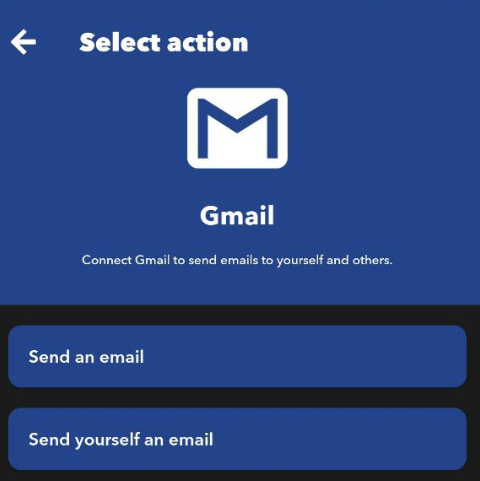 Select action
Gmail
Connect Gmail to send emails to yourself and others.
Send an email
Send yourself an email